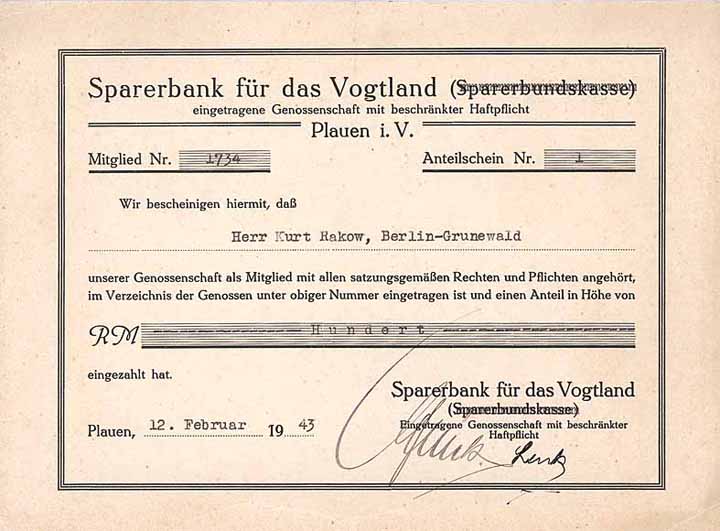 Sparerbank für das Vogtland (Sparerbundskasse)
eingetragene Genossenschaft mit beschränkter Haftpflicht
Plauen i. V.
Mitglied Nr. 1734 Anteilschein Nr. 1
Wir bescheinigen hiermit, daß
Herr Kurt Rakow, Berlin-Grunewald
unserer Genossenschaft als Mitglied mit allen satzungsgemäßen Rechten und Pflichten angehört,
im Verzeichnis der Genossen unter obiger Nummer eingetragen ist und einen Anteil in Höhe von
RM Hundert
eingezahlt hat.
Sparerbank für das Vogtland
(Sparerbundskasse)
Eingetragene Genossenschaft mit beschränkter
Haftpflicht
Plauen, 12. Februar 1943